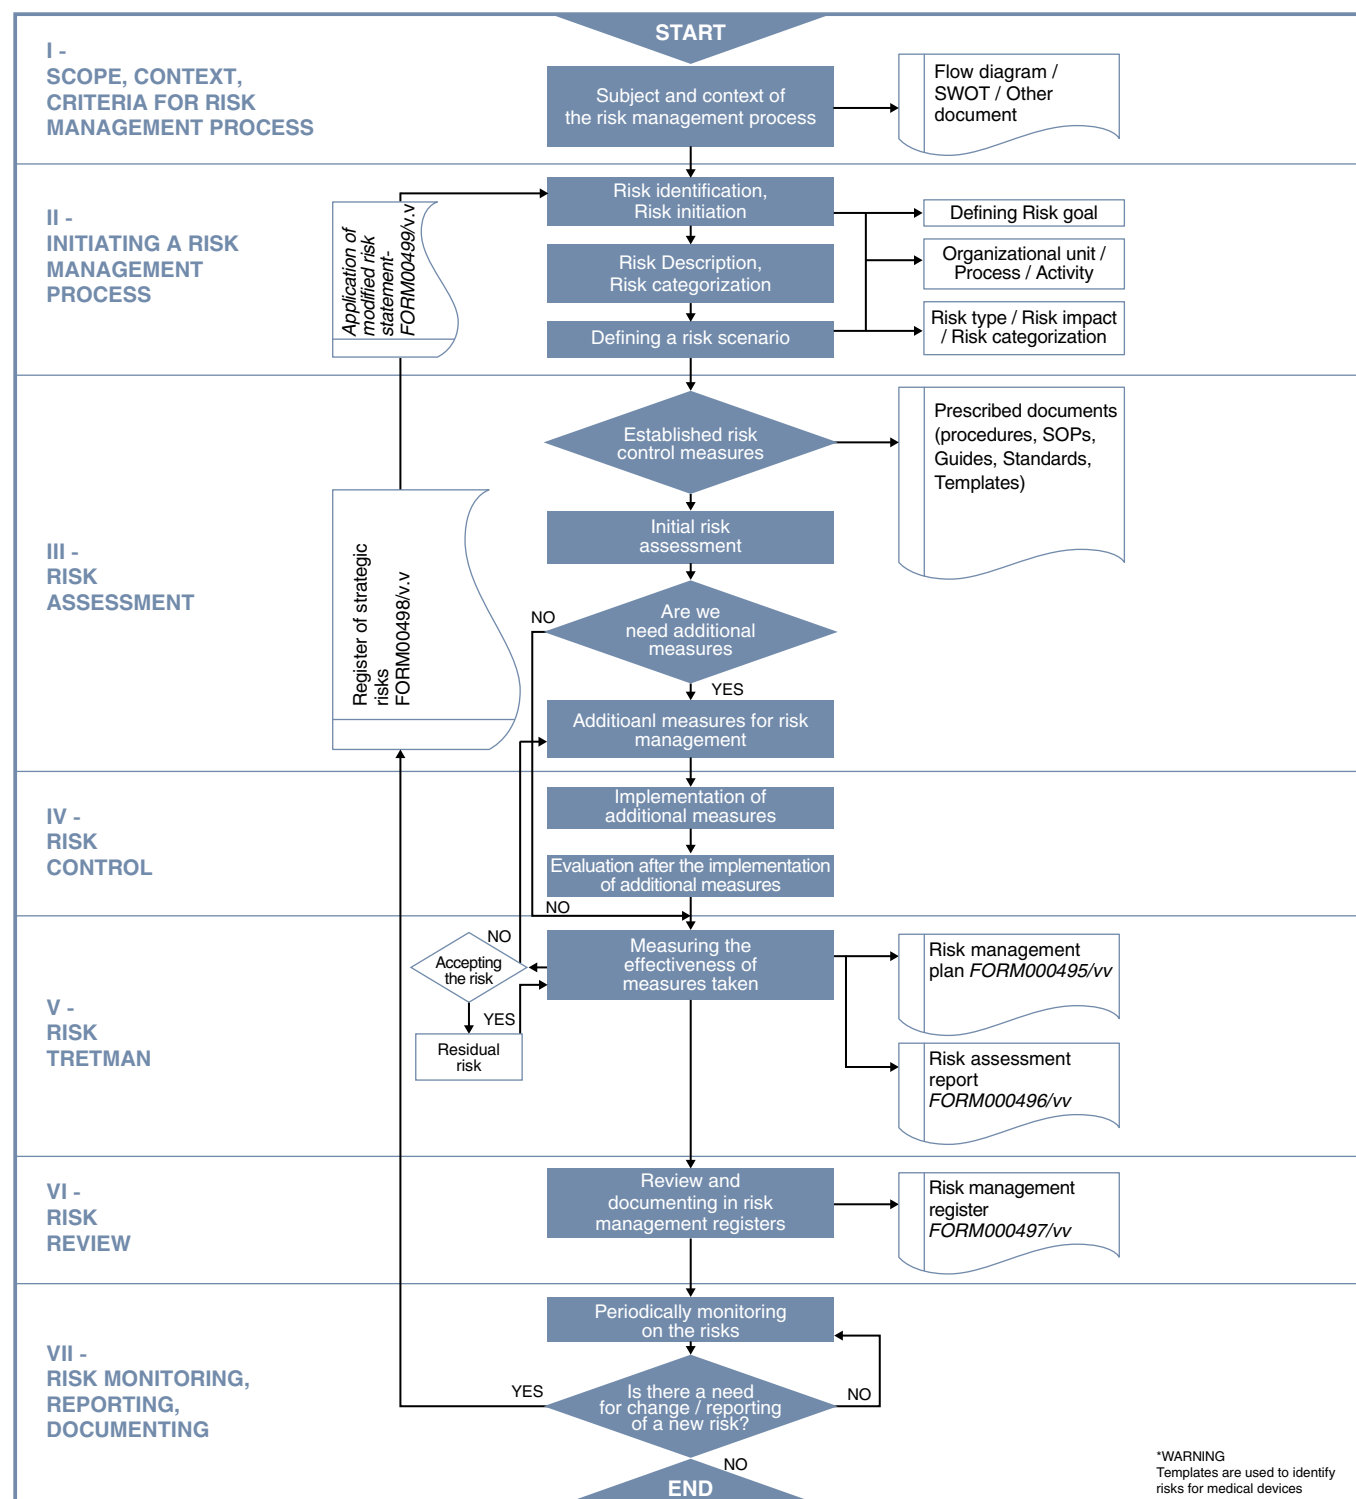 START
I -
SCOPE, CONTEXT,
CRITERIA FOR RISK
MANAGEMENT PROCESS
Subject and context of
the risk management process
Flow diagram /
SWOT / Other
document
II -
INITIATING A RISK
MANAGEMENT
PROCESS
Application of
modified risk
statement-
FORM00499/v.v
Risk identification,
Risk initiation
Defining Risk goal
Risk Description,
Risk categorization
Organizational unit /
Process / Activity
Defining a risk scenario
Risk type / Risk impact
/ Risk categorization
III -
RISK
ASSESSMENT
Register of strategic
risks
FORM00498/v.v
Established risk
control measures
Prescribed documents
(procedures, SOPs,
Guides, Standards,
Templates)
Initial risk
assessment
NO
Are we
need additional
measures
YES
Additioanl measures for risk
management
IV -
RISK
CONTROL
Implementation of
additional measures
Evaluation after the implementation
of additional measures
NO
V -
RISK
TRETMAN
NO
Accepting
the risk
YES
Residual
risk
Measuring the
effectiveness of
measures taken
Risk management
plan FORM000495/vv
Risk assessment
report
FORM000496/vv
VI -
RISK
REVIEW
Review and
documenting in risk
management registers
Risk management
register
FORM000497/vv
VII -
RISK MONITORING,
REPORTING,
DOCUMENTING
Periodically monitoring
on the risks
YES
Is there a need
for change / reporting
of a new risk?
NO
NO
END
*WARNING
Templates are used to identify
risks for medical devices